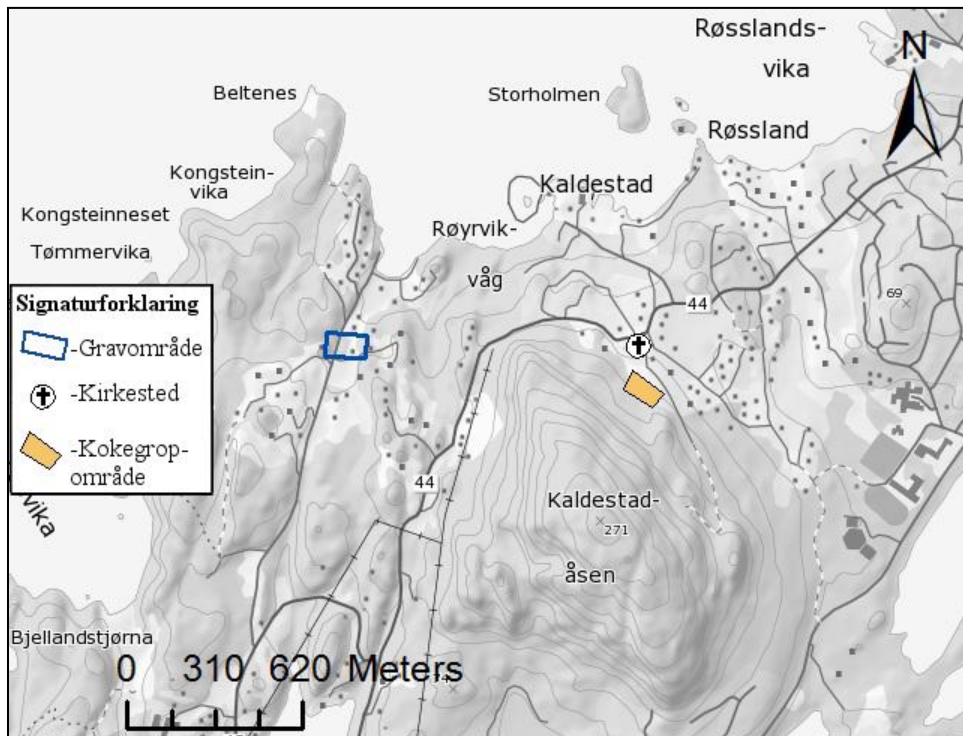 Røsslands-
vika
N
Beltenes
Storholmen
Røssland
Kongstein-
vika
Kaldestad
Kongsteinneset
Røyrvik-
våg
Tømmervika
44
69
Signaturforklaring
-Gravområde
-Kirkested
-Kokegrop-
område
vika
44
Kaldestad-
271
åsen
Bjellandstjørna
0 310 620 Meters